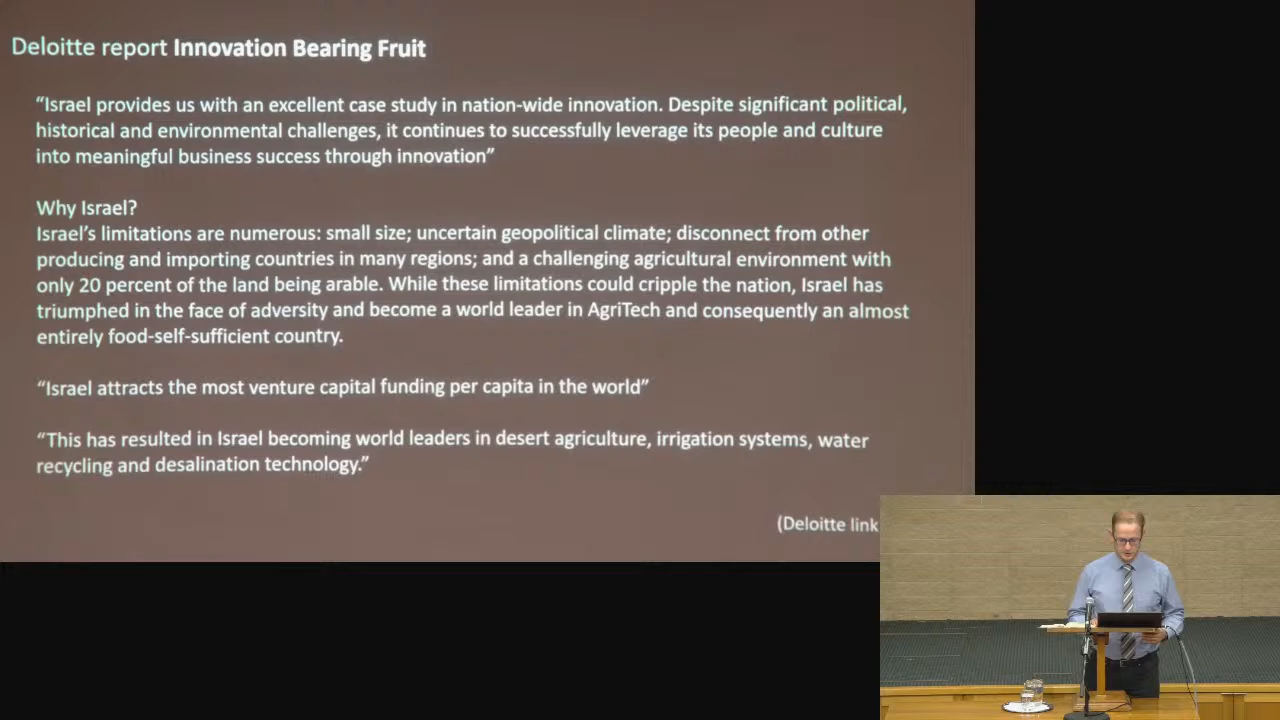 Deloitte report Innovation Bearing Fruit
“Israel provides us with an excellent case study in nation-wide innovation. Despite significant political,
historical and environmental challenges, it continues to successfully leverage its people and culture
into meaningful business success through innovation”
Why Israel?
Israel’s limitations are numerous: small size; uncertain geopolitical climate; disconnect from other
producing and importing countries in many regions; and a challenging agricultural environment with
only 20 percent of the land being arable. While these limitations could cripple the nation, Israel has
triumphed in the face of adversity and become a world leader in AgriTech and consequently an almost
entirely food-self-sufficient country.
“Israel attracts the most venture capital funding per capita in the world”
“This has resulted in Israel becoming world leaders in desert agriculture, irrigation systems, water
recycling and desalination technology.”
(Deloitte link